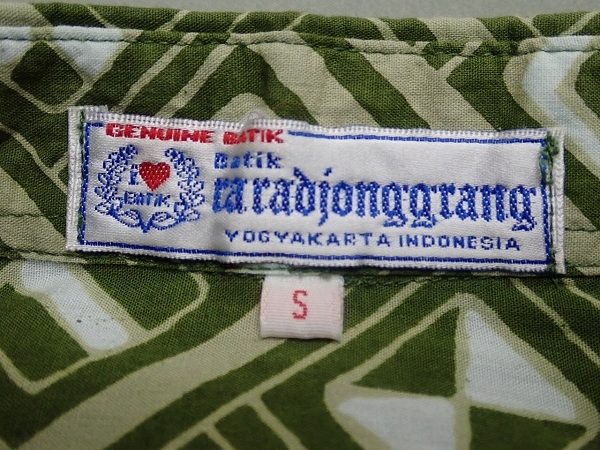 GENUINE BATIK
I
BATIK
Batik
raradjonggrang
YOGYAKARTA INDONESIA
S